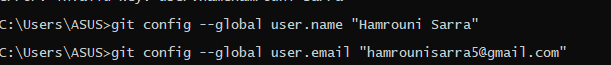 C:\Users\ASUS>git config --global user.name "Hamrouni Sarra"
C:\Users\ASUS>git config --global user.email "hamrounisarra5@gmail.com"